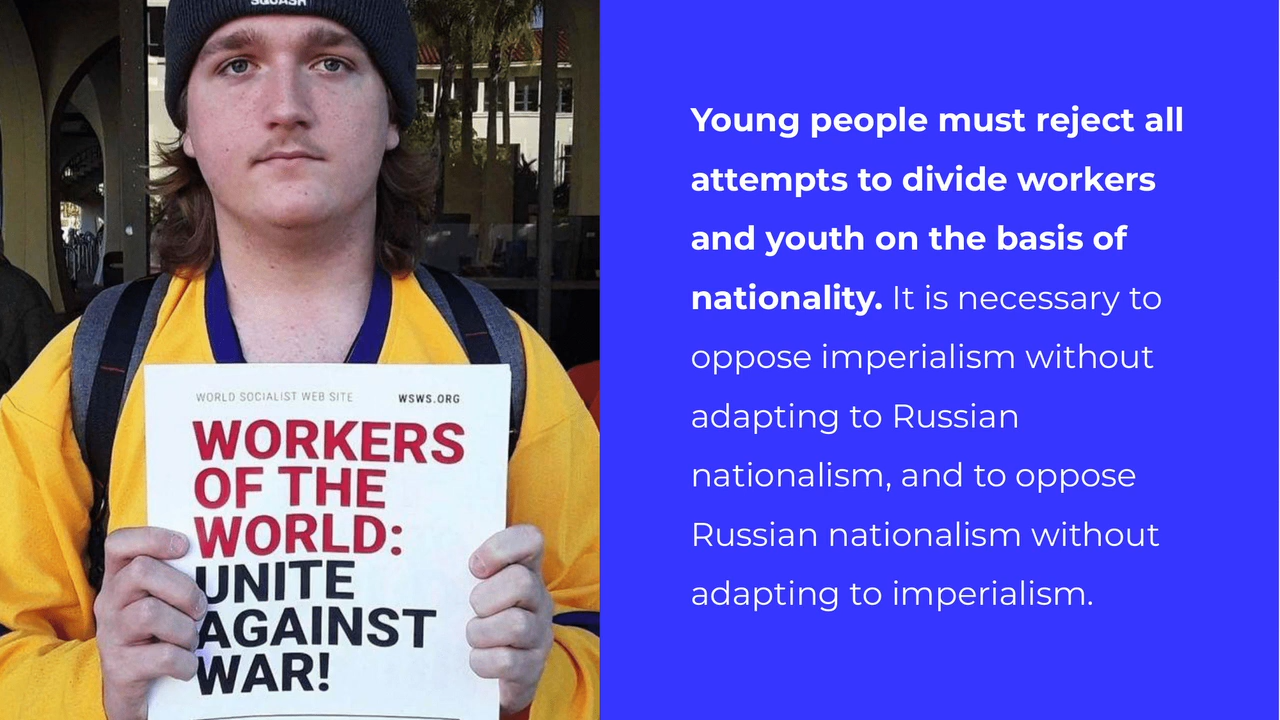 SQUASH
WORLD SOCIALIST WEB SITE
WSWS.ORG
WORKERS
OF THE
WORLD:
UNITE
AGAINST
WAR!
Young people must reject all
attempts to divide workers
and youth on the basis of
nationality. It is necessary to
oppose imperialism without
adapting to Russian
nationalism, and to oppose
Russian nationalism without
adapting to imperialism.